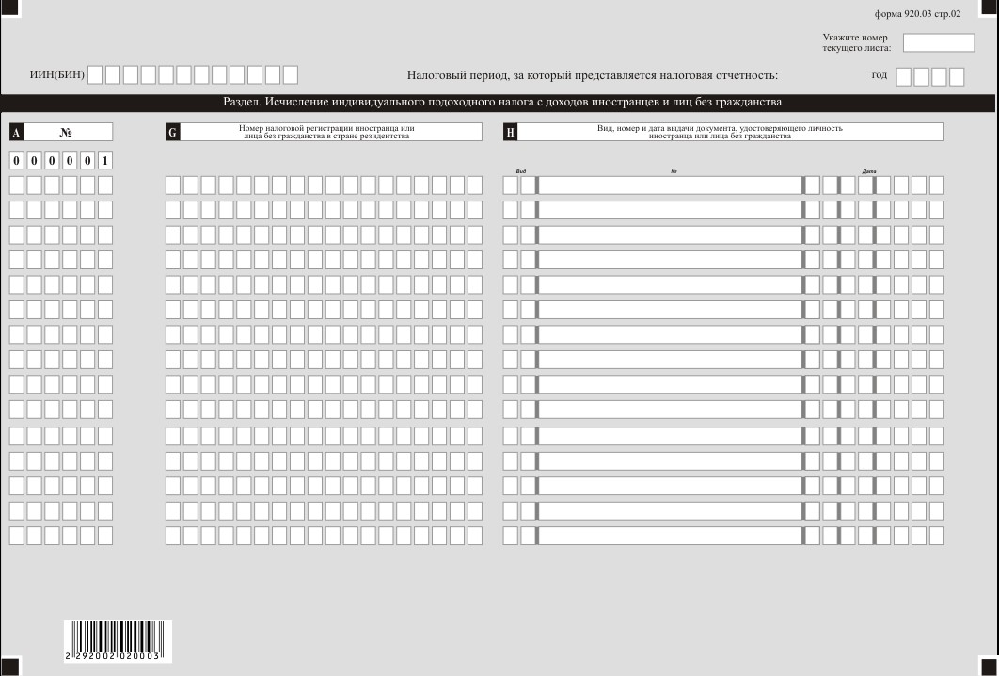 форма 920.03 стр.02
Укажите номер
текущего листа:
ИИН(БИН)
Налоговый период, за который представляется налоговая отчетность:
год
Раздел. Исчисление индивидуального подоходного налога с доходов иностранцев и лиц без гражданства
A №
G Номер налоговой регистрации иностранца или
лица без гражданства в стране резидентства
H Вид, номер и дата выдачи документа, удостоверяющего личность
иностранца или лица без гражданства
0 0 0 0 0 1
Вид № Дата
2 292002 020003